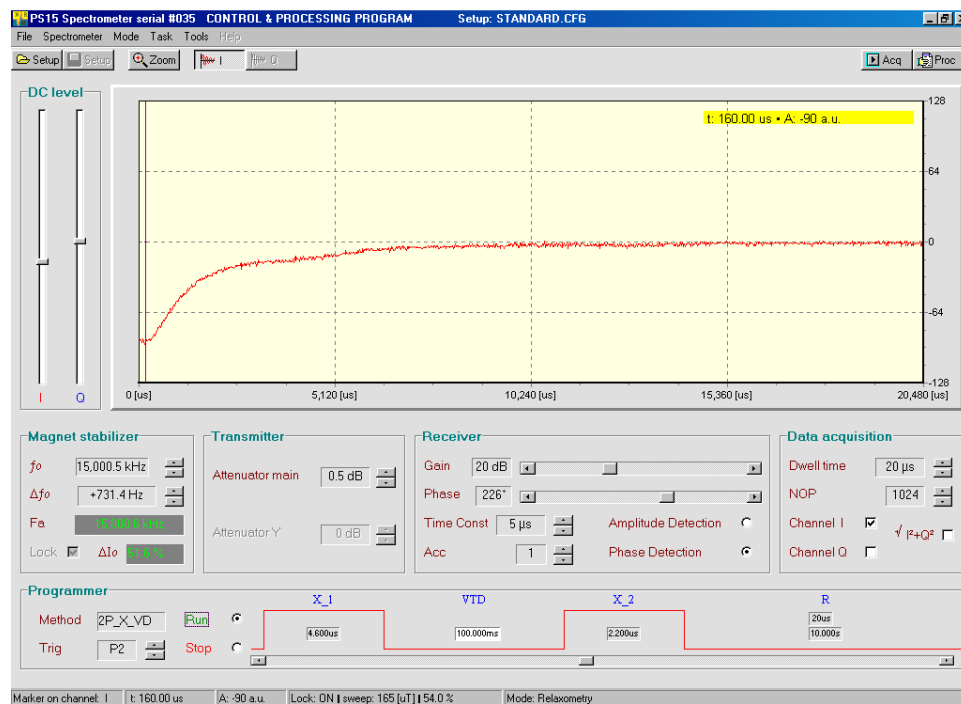 PS15 Spectrometer serial #035 CONTROL & PROCESSING PROGRAM Setup: STANDARD.CFG
File Spectrometer Mode Task Tools Help
Setup Setup Zoom I Q Acq Proc
DC level
I Q
t: 160.00 us • A: -90 a.u.
128
64
0
-64
-128
0 [us] 5,120 [us] 10,240 [us] 15,360 [us] 20,480 [us]
Magnet stabilizer
fo 15,000.5 kHz
Δfo +731.4 Hz
Fa 15,000.6 kHz
Lock ΔIo 51.6 %
Transmitter
Attenuator main 0.5 dB
Attenuator Y 0 dB
Receiver
Gain 20 dB
Phase 226°
Time Const 5 µs Amplitude Detection
Acc 1 Phase Detection
Data acquisition
Dwell time 20 µs
NOP 1024
Channel I
√ I²+Q²
Channel Q
Programmer
Method 2P_X_VD Run
Trig P2 Stop
X_1 VTD X_2 R
4.600us 100.000ms 2.200us 20us
10.000s
Marker on channel: I t: 160.00 us A: -90 a.u. Lock: ON | sweep: 165 [uT] | 54.0 % Mode: Relaxometry